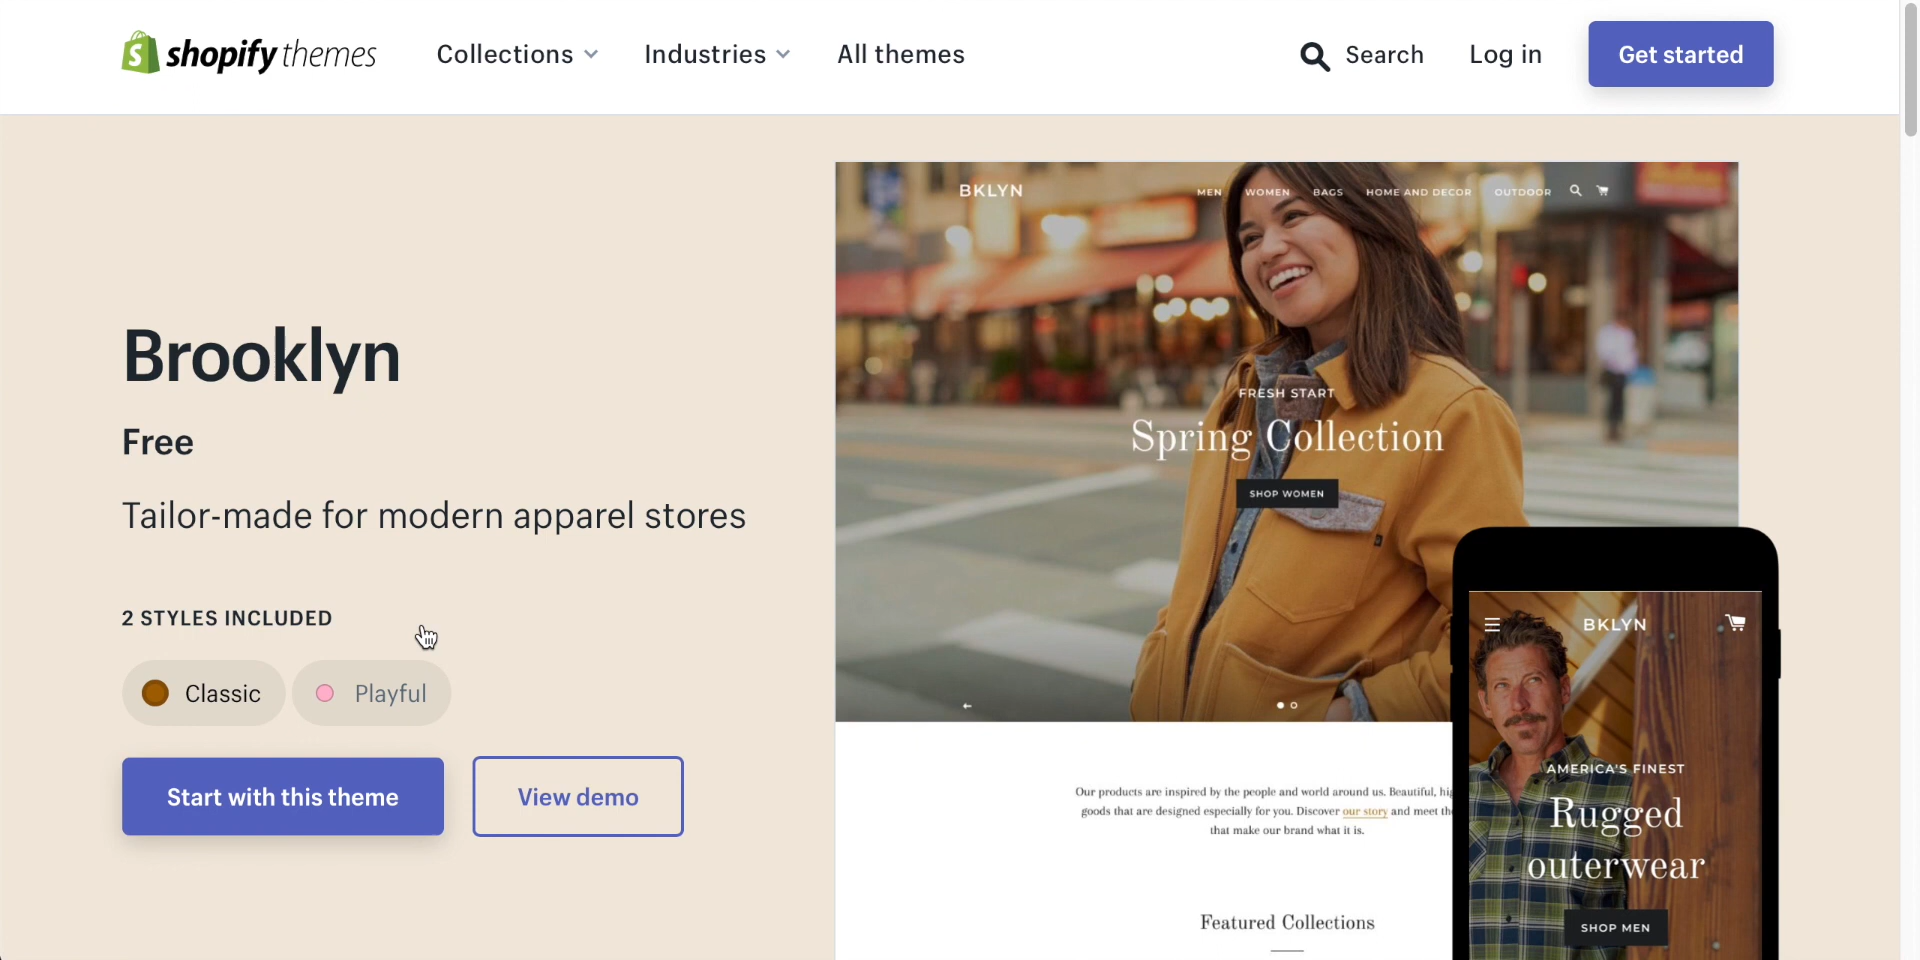 shopify themes
Collections
Industries
All themes
Search
Log in
Get started
Brooklyn
Free
Tailor-made for modern apparel stores
2 STYLES INCLUDED
Classic
Playful
Start with this theme
View demo
BKLYN
MEN
WOMEN
BAGS
HOME AND DECOR
OUTDOOR
FRESH START
Spring Collection
SHOP WOMEN
Our products are inspired by the people and world around us. Beautiful,
goods that are designed especially for you. Discover our story and meet
that make our brand what it is.
Featured Collections
BKLYN
AMERICA'S FINEST
Rugged
outerwear
SHOP MEN